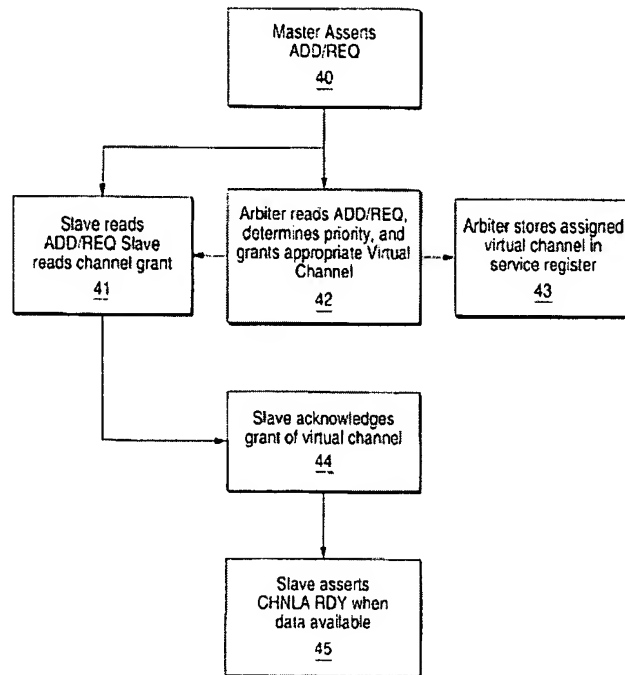 Master Asserts
ADD/REQ
40
Slave reads
ADD/REQ Slave
reads channel grant
41
Arbiter reads ADD/REQ,
determines priority, and
grants appropriate Virtual
Channel
42
Arbiter stores assigned
virtual channel in
service register
43
Slave acknowledges
grant of virtual channel
44
Slave asserts
CHNLA RDY when
data available
45